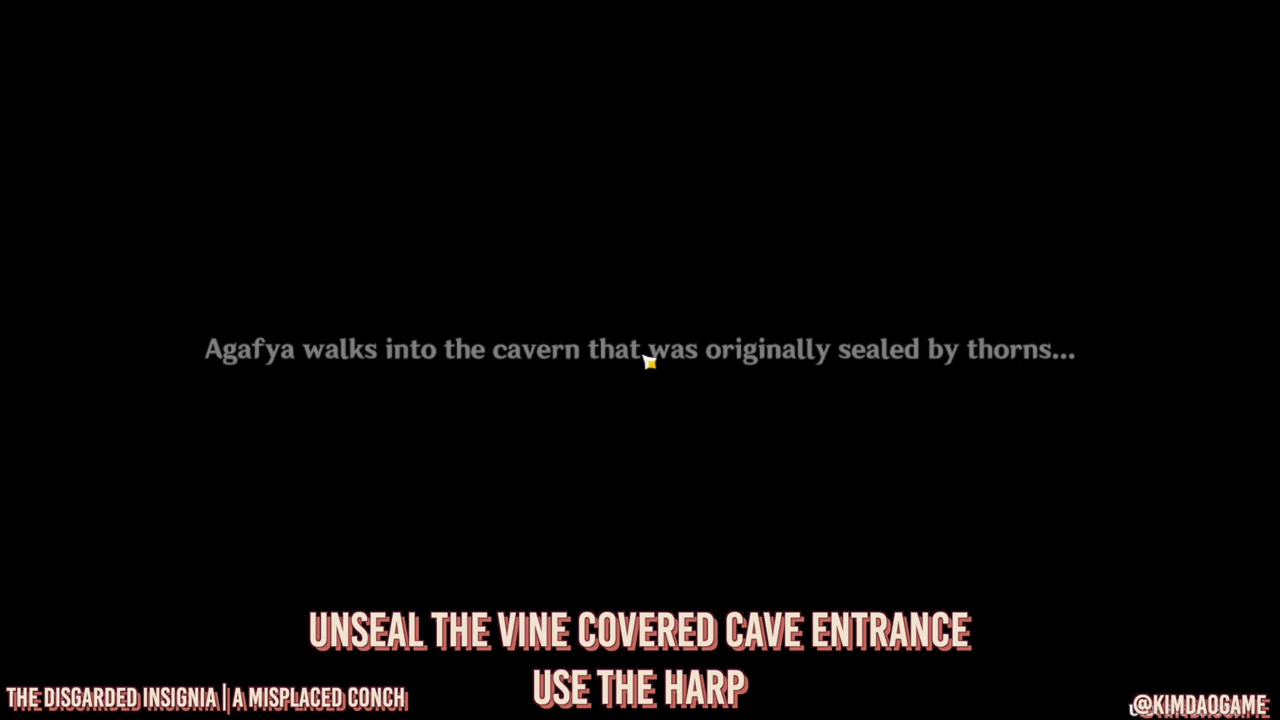 Agafya walks into the cavern that was originally sealed by thorns...
UNSEAL THE VINE COVERED CAVE ENTRANCE
USE THE HARP
THE DISGARDED INSIGNIA | A MISPLACED CONCH
@KIMDAOGAME